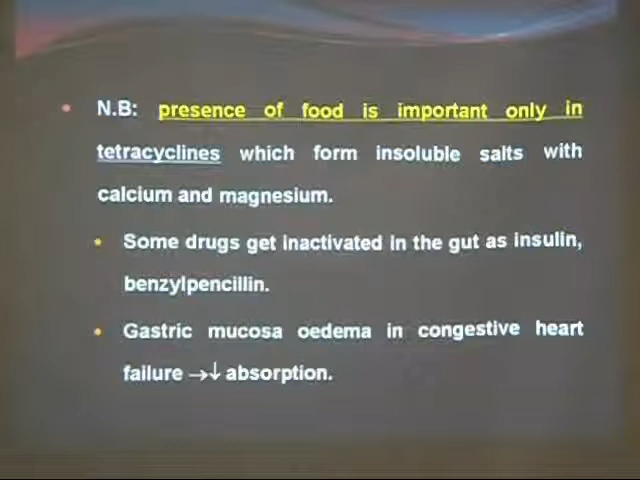 • N.B: presence of food is important only in
tetracyclines which form insoluble salts with
calcium and magnesium.
• Some drugs get inactivated in the gut as insulin,
benzylpencillin.
• Gastric mucosa oedema in congestive heart
failure →↓ absorption.